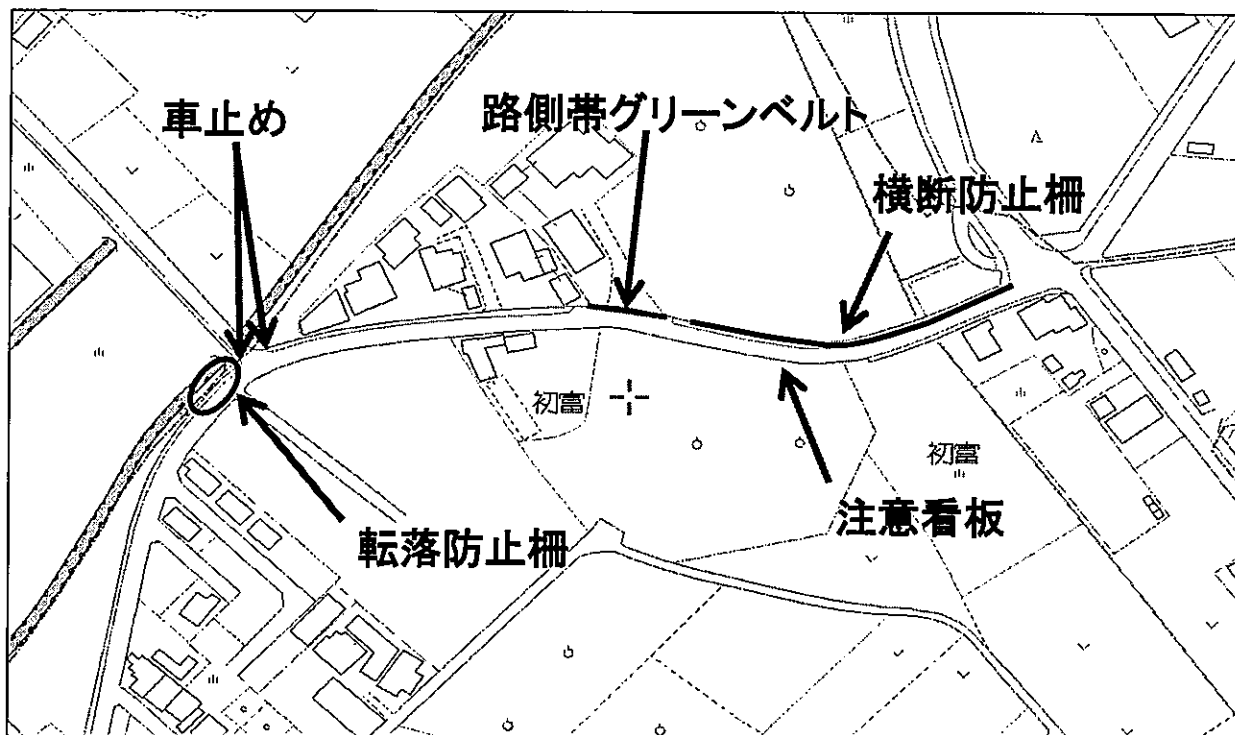 車止め
路側帯グリーンベルト
横断防止柵
初富
初富
注意看板
転落防止柵